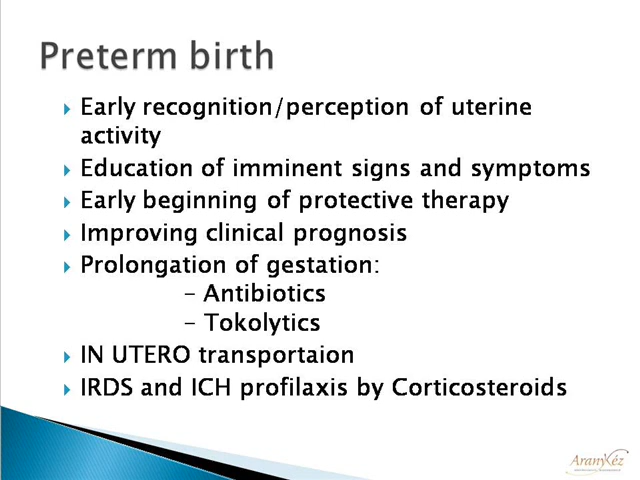 Preterm birth
Early recognition/perception of uterine
activity
Education of imminent signs and symptoms
Early beginning of protective therapy
Improving clinical prognosis
Prolongation of gestation:
- Antibiotics
- Tokolytics
IN UTERO transportaion
IRDS and ICH profilaxis by Corticosteroids
AranyKéz